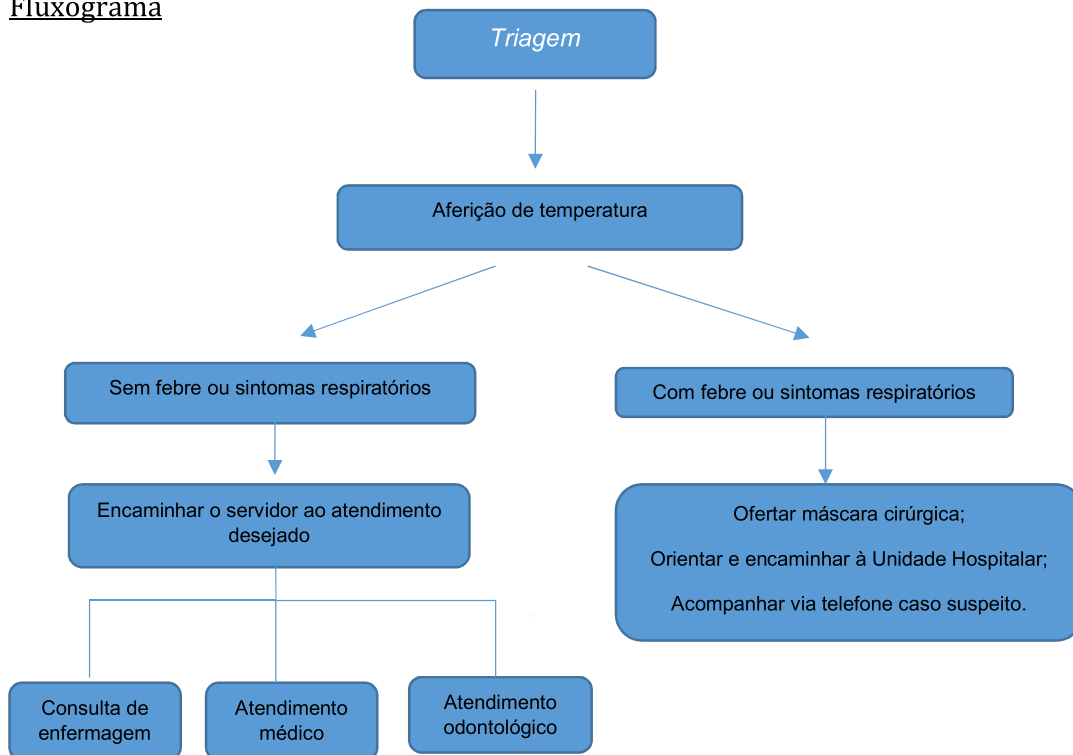 Fluxograma
Triagem
Aferição de temperatura
Sem febre ou sintomas respiratórios
Com febre ou sintomas respiratórios
Encaminhar o servidor ao atendimento
desejado
Ofertar máscara cirúrgica;
Orientar e encaminhar à Unidade Hospitalar;
Acompanhar via telefone caso suspeito.
Consulta de
enfermagem
Atendimento
médico
Atendimento
odontológico